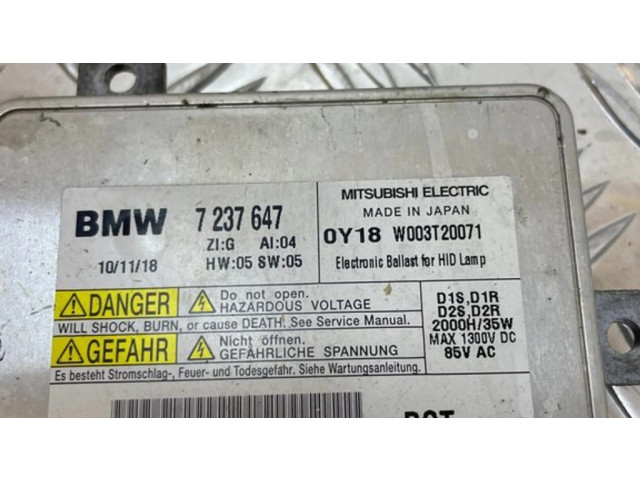 BMW 7 237 647
ZI:G AI:04
10/11/18 HW:05 SW:05
MITSUBISHI ELECTRIC
MADE IN JAPAN
0Y18 W003T20071
Electronic Ballast for HID Lamp
DANGER Do not open. HAZARDOUS VOLTAGE
WILL SHOCK, BURN, or cause DEATH. See Service Manual.
GEFAHR Nicht öffnen. GEFÄHRLICHE SPANNUNG
Es besteht Stromschlag-, Feuer- und Todesgefahr. Siehe Wartungsanleitung.
D1S,D1R
D2S,D2R
2000H/35W
MAX 1300V DC
85V AC